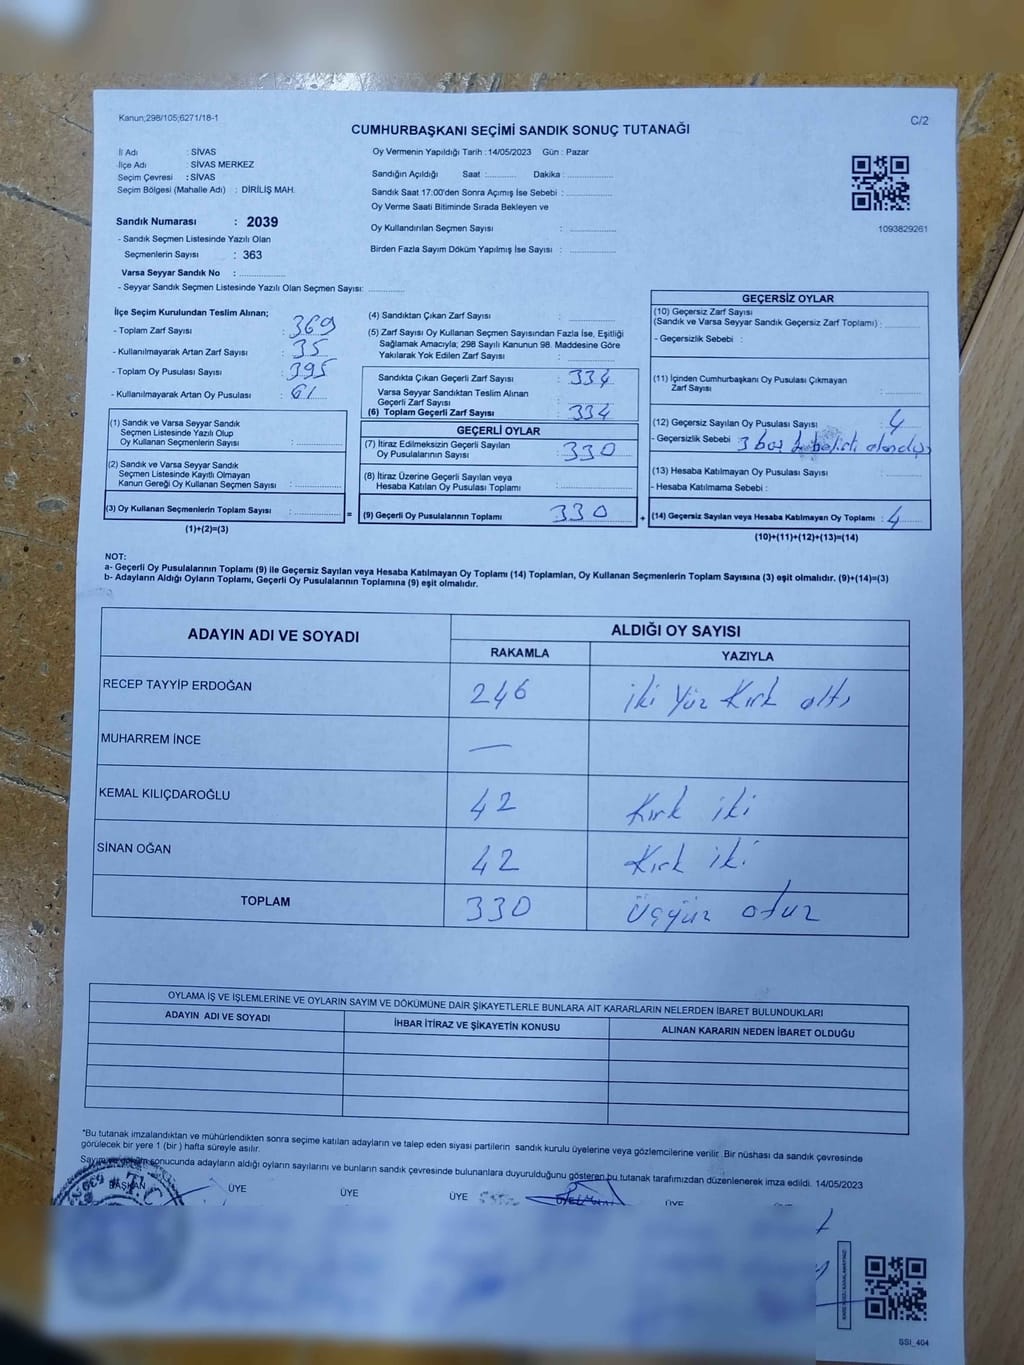 Kanun;298/105;6271/18-1
C/2
CUMHURBAŞKANI SEÇİMİ SANDIK SONUÇ TUTANAĞI
İl Adı : SİVAS
İlçe Adı : SİVAS MERKEZ
Seçim Çevresi : SİVAS
Seçim Bölgesi (Mahalle Adı) : DİRİLİŞ MAH.
Sandık Numarası : 2039
- Sandık Seçmen Listesinde Yazılı Olan
Seçmenlerin Sayısı : 363
Varsa Seyyar Sandık No :
- Seyyar Sandık Seçmen Listesinde Yazılı Olan Seçmen Sayısı:
Oy Vermenin Yapıldığı Tarih : 14/05/2023 Gün : Pazar
Sandığın Açıldığı Saat : Dakika :
Sandık Saat 17:00'den Sonra Açımış İse Sebebi :
Oy Verme Saati Bitiminde Sırada Bekleyen ve
Oy Kullandırılan Seçmen Sayısı :
Birden Fazla Sayım Döküm Yapılmış İse Sayısı :
1093829261
İlçe Seçim Kurulundan Teslim Alınan;
- Toplam Zarf Sayısı : 369
- Kullanılmayarak Artan Zarf Sayısı : 35
- Toplam Oy Pusulası Sayısı : 395
- Kullanılmayarak Artan Oy Pusulası : 61
(1) Sandık ve Varsa Seyyar Sandık
Seçmen Listesinde Yazılı Olup
Oy Kullanan Seçmenlerin Sayısı :
(2) Sandık ve Varsa Seyyar Sandık
Seçmen Listesinde Kayıtlı Olmayan
Kanun Gereği Oy Kullanan Seçmen Sayısı :
(3) Oy Kullanan Seçmenlerin Toplam Sayısı :
(1)+(2)=(3)
(4) Sandıktan Çıkan Zarf Sayısı :
(5) Zarf Sayısı Oy Kullanan Seçmen Sayısından Fazla İse, Eşitliği
Sağlamak Amacıyla; 298 Sayılı Kanunun 98. Maddesine Göre
Yakılarak Yok Edilen Zarf Sayısı :
Sandıkta Çıkan Geçerli Zarf Sayısı : 334
Varsa Seyyar Sandıktan Teslim Alınan
Geçerli Zarf Sayısı :
(6) Toplam Geçerli Zarf Sayısı : 334
GEÇERLİ OYLAR
(7) İtiraz Edilmeksizin Geçerli Sayılan
Oy Pusulalarının Sayısı : 330
(8) İtiraz Üzerine Geçerli Sayılan veya
Hesaba Katılan Oy Pusulası Toplamı :
= (9) Geçerli Oy Pusulalarının Toplamı 330
GEÇERSİZ OYLAR
(10) Geçersiz Zarf Sayısı
(Sandık ve Varsa Seyyar Sandık Geçersiz Zarf Toplamı) :
- Geçersizlik Sebebi :
(11) İçinden Cumhurbaşkanı Oy Pusulası Çıkmayan
Zarf Sayısı :
(12) Geçersiz Sayılan Oy Pusulası Sayısı : 4
- Geçersizlik Sebebi : 3 boş
(13) Hesaba Katılmayan Oy Pusulası Sayısı :
- Hesaba Katılmama Sebebi :
+ (14) Geçersiz Sayılan veya Hesaba Katılmayan Oy Toplamı : 4
(10)+(11)+(12)+(13)=(14)
NOT:
a- Geçerli Oy Pusulalarının Toplamı (9) ile Geçersiz Sayılan veya Hesaba Katılmayan Oy Toplamı (14) Toplamları, Oy Kullanan Seçmenlerin Toplam Sayısına (3) eşit olmalıdır. (9)+(14)=(3)
b- Adayların Aldığı Oyların Toplamı, Geçerli Oy Pusulalarının Toplamına (9) eşit olmalıdır.
ADAYIN ADI VE SOYADI ALDIĞI OY SAYISI
RAKAMLA YAZIYLA
RECEP TAYYİP ERDOĞAN 246 iki yüz Kırk altı
MUHARREM İNCE —
KEMAL KILIÇDAROĞLU 42 Kırk iki
SİNAN OĞAN 42 Kırk iki
TOPLAM 330 Üçyüz otuz
OYLAMA İŞ VE İŞLEMLERİNE VE OYLARIN SAYIM VE DÖKÜMÜNE DAİR ŞİKAYETLERLE BUNLARA AİT KARARLARIN NELERDEN İBARET BULUNDUKLARI
ADAYIN ADI VE SOYADI İHBAR İTİRAZ VE ŞİKAYETİN KONUSU ALINAN KARARIN NEDEN İBARET OLDUĞU
*Bu tutanak imzalandıktan ve mühürlendikten sonra seçime katılan adayların ve talep eden siyasi partilerin sandık kurulu üyelerine veya gözlemcilerine verilir. Bir nüshası da sandık çevresinde
görülecek bir yere 1 (bir ) hafta süreyle asılır.
Sayım ve döküm sonucunda adayların aldığı oyların sayılarını ve bunların sandık çevresinde bulunanlara duyurulduğunu gösteren bu tutanak tarafımızdan düzenlenerek imza edildi. 14/05/2023
BAŞKAN ÜYE ÜYE ÜYE ÜYE
T.C.
SSİ_404